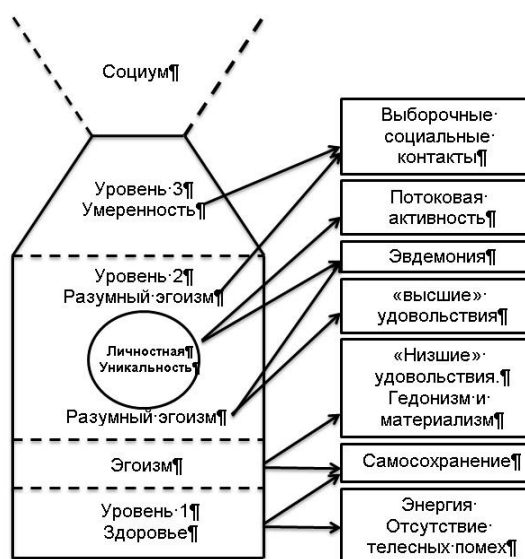 Социум¶
Уровень·3¶
Умеренность¶
Уровень·2¶
Разумный·эгоизм¶
Личностная¶
Уникальность¶
Разумный·эгоизм¶
Эгоизм¶
Уровень·1¶
Здоровье¶
Выборочные·
социальные·
контакты¶
Потоковая·
активность¶
Эвдемония¶
«высшие»·
удовольствия¶
«Низшие»·
удовольствия.
Гедонизм·и·
материализм¶
Самосохранение¶
Энергия·
Отсутствие·
телесных·помех¶